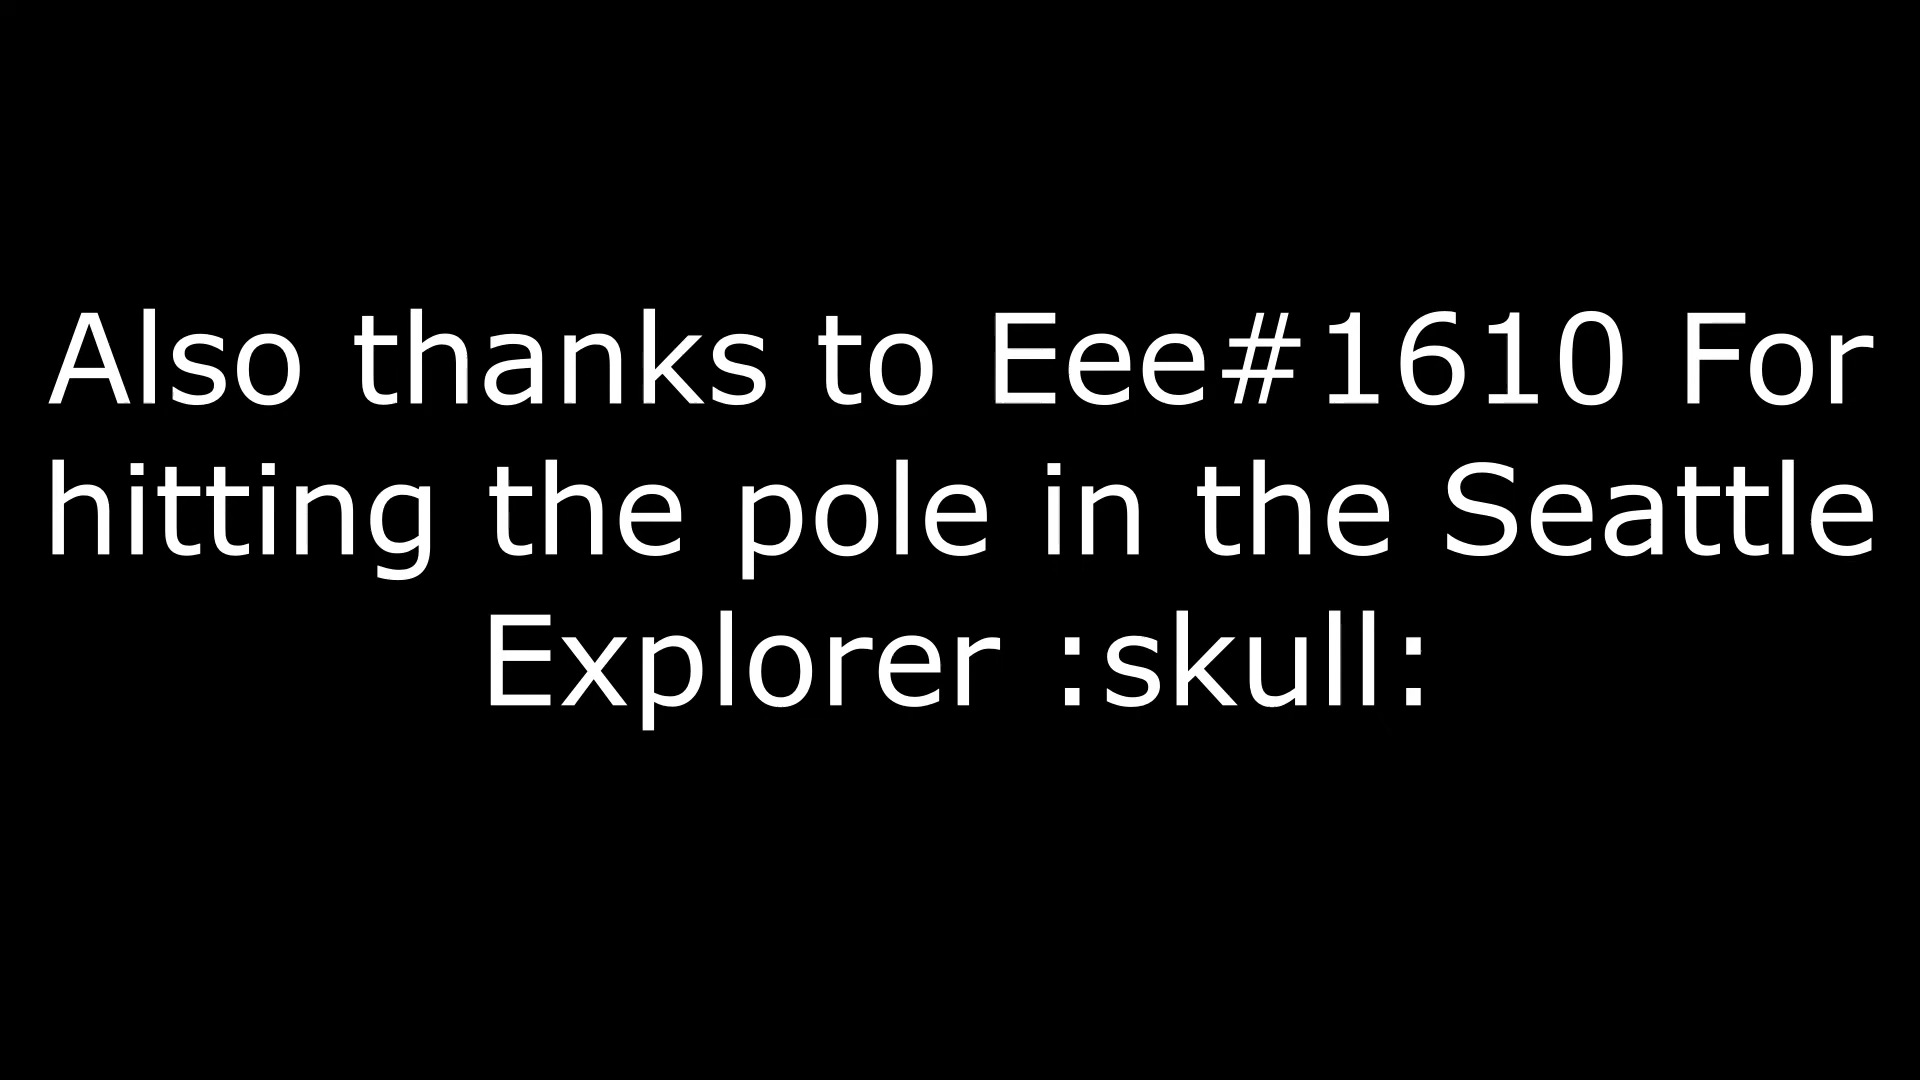 Also thanks to Eee#1610 For
hitting the pole in the Seattle
Explorer :skull: